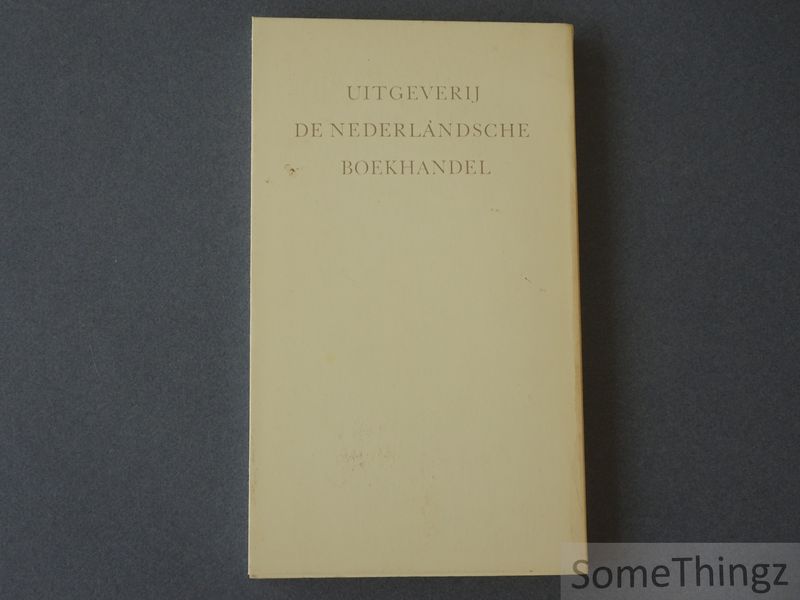 UITGEVERIJ
DE NEDERLANDSCHE
BOEKHANDEL
SomeThingz